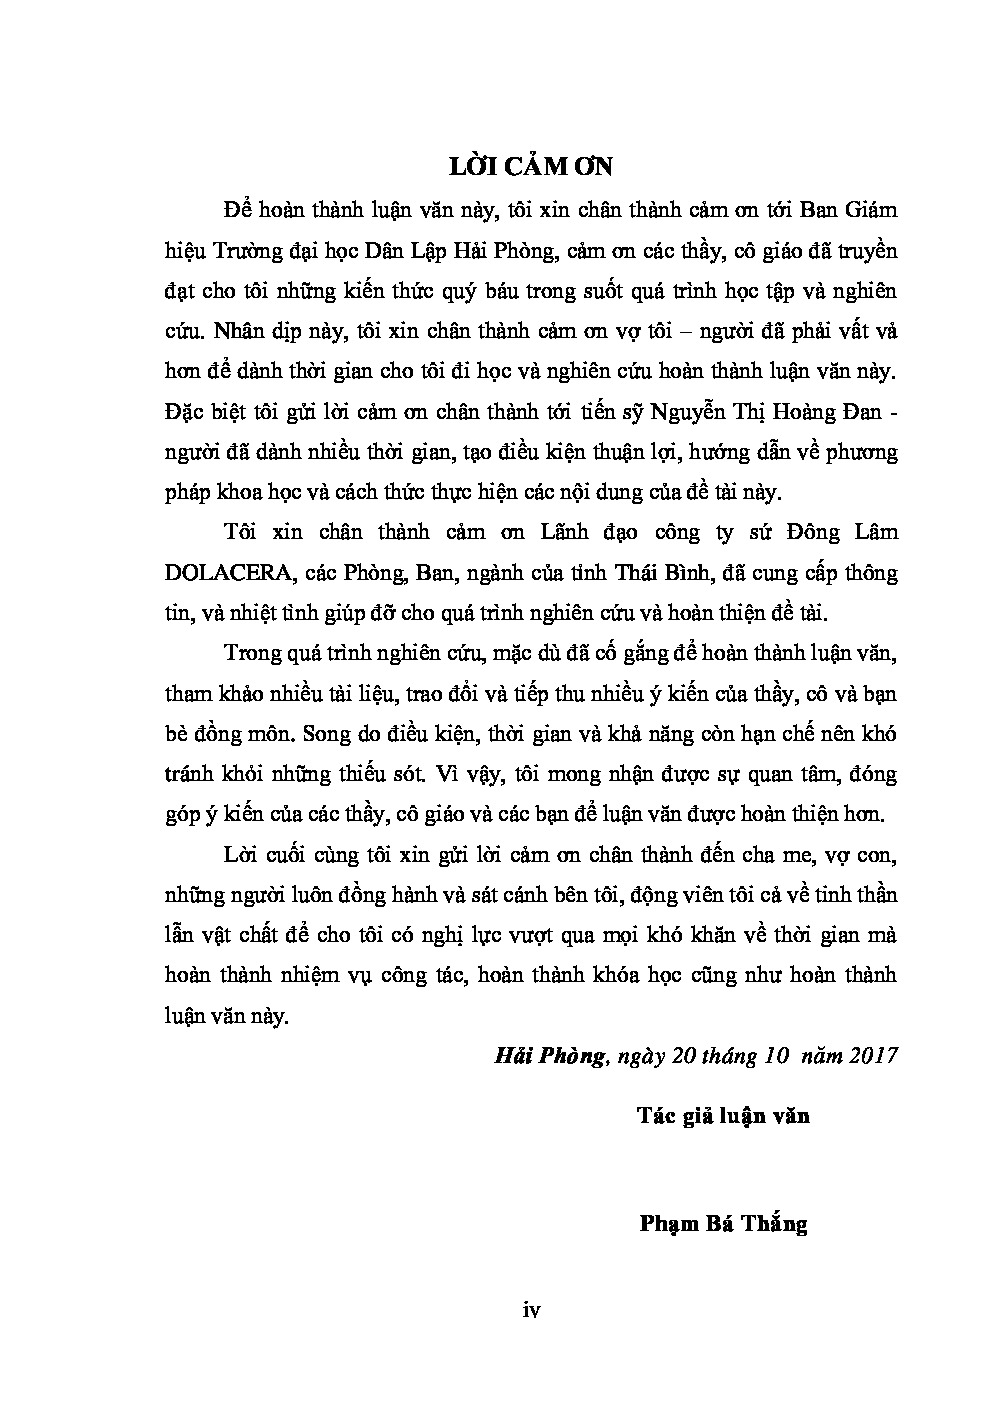 LỜI CẢM ƠN
Để hoàn thành luận văn này, tôi xin chân thành cảm ơn tới Ban Giám
hiệu Trường đại học Dân Lập Hải Phòng, cảm ơn các thầy, cô giáo đã truyền
đạt cho tôi những kiến thức quý báu trong suốt quá trình học tập và nghiên
cứu. Nhân dịp này, tôi xin chân thành cảm ơn vợ tôi – người đã phải vất vả
hơn để dành thời gian cho tôi đi học và nghiên cứu hoàn thành luận văn này.
Đặc biệt tôi gửi lời cảm ơn chân thành tới tiến sỹ Nguyễn Thị Hoàng Đan -
người đã dành nhiều thời gian, tạo điều kiện thuận lợi, hướng dẫn về phương
pháp khoa học và cách thức thực hiện các nội dung của đề tài này.
Tôi xin chân thành cảm ơn Lãnh đạo công ty sứ Đông Lâm
DOLACERA, các Phòng, Ban, ngành của tỉnh Thái Bình, đã cung cấp thông
tin, và nhiệt tình giúp đỡ cho quá trình nghiên cứu và hoàn thiện đề tài.
Trong quá trình nghiên cứu, mặc dù đã cố gắng để hoàn thành luận văn,
tham khảo nhiều tài liệu, trao đổi và tiếp thu nhiều ý kiến của thầy, cô và bạn
bè đồng môn. Song do điều kiện, thời gian và khả năng còn hạn chế nên khó
tránh khỏi những thiếu sót. Vì vậy, tôi mong nhận được sự quan tâm, đóng
góp ý kiến của các thầy, cô giáo và các bạn để luận văn được hoàn thiện hơn.
Lời cuối cùng tôi xin gửi lời cảm ơn chân thành đến cha me, vợ con,
những người luôn đồng hành và sát cánh bên tôi, động viên tôi cả về tinh thần
lẫn vật chất để cho tôi có nghị lực vượt qua mọi khó khăn về thời gian mà
hoàn thành nhiệm vụ công tác, hoàn thành khóa học cũng như hoàn thành
luận văn này.
Hải Phòng, ngày 20 tháng 10 năm 2017
Tác giả luận văn
Phạm Bá Thắng
iv